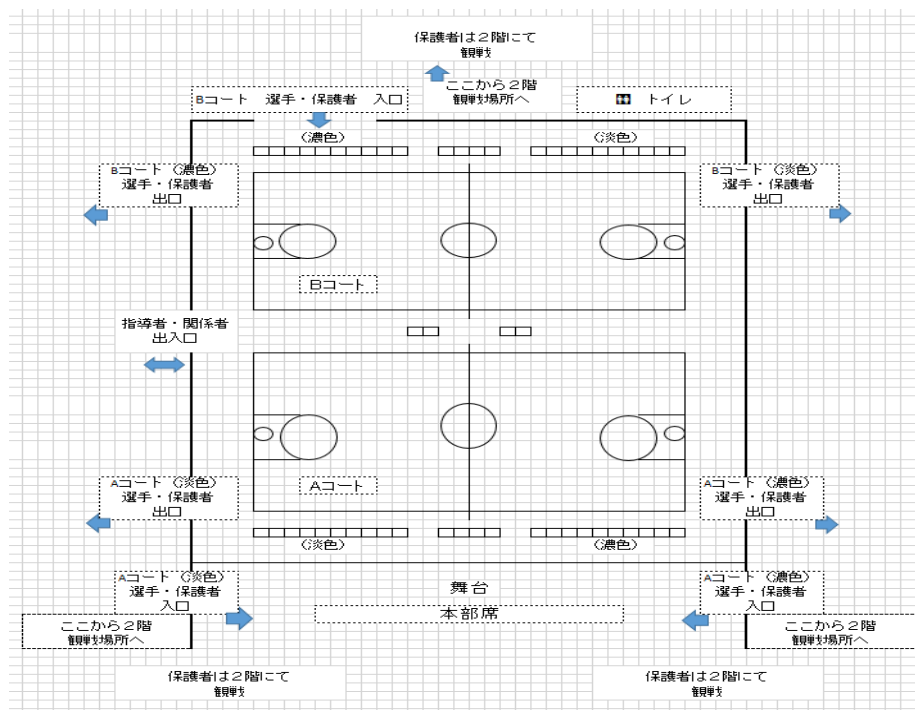 保護者は２階にて
観戦
ここから２階
観戦場所へ
Bコート　選手・保護者　入口
トイレ
（濃色）
（淡色）
Bコート（濃色）
選手・保護者
出口
Bコート（淡色）
選手・保護者
出口
Bコート
指導者・関係者
出入口
Aコート（淡色）
選手・保護者
出口
Aコート
Aコート（濃色）
選手・保護者
出口
（淡色）
（濃色）
Aコート（淡色）
選手・保護者
入口
舞台
本部席
Aコート（濃色）
選手・保護者
入口
ここから２階
観戦場所へ
ここから２階
観戦場所へ
保護者は２階にて
観戦
保護者は２階にて
観戦